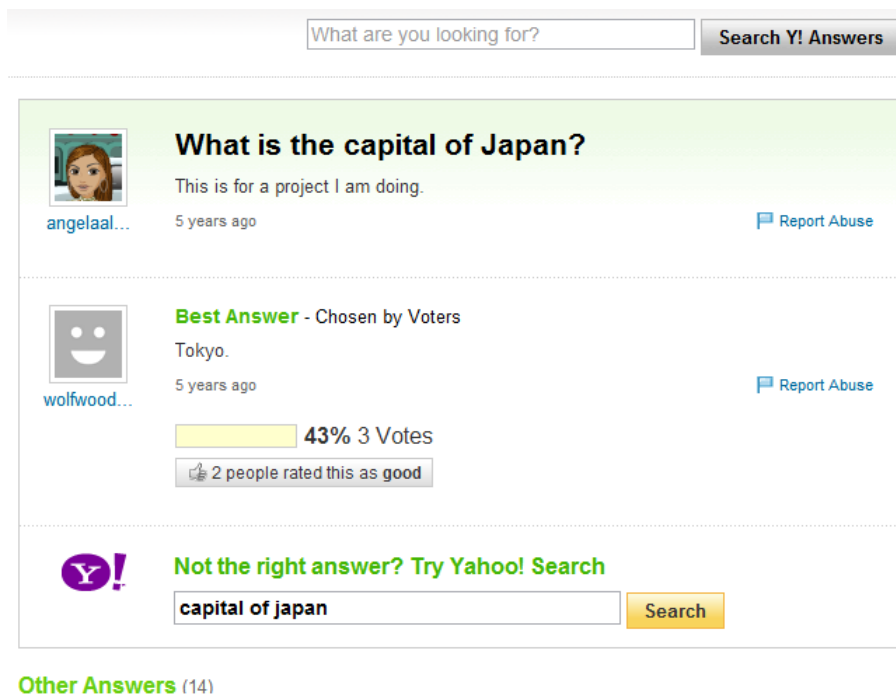 What are you looking for? Search Y! Answers
What is the capital of Japan?
This is for a project I am doing.
angelaal... 5 years ago Report Abuse
Best Answer - Chosen by Voters
Tokyo.
5 years ago Report Abuse
wolfwood...
43% 3 Votes
2 people rated this as good
Y! Not the right answer? Try Yahoo! Search
capital of japan Search
Other Answers (14)